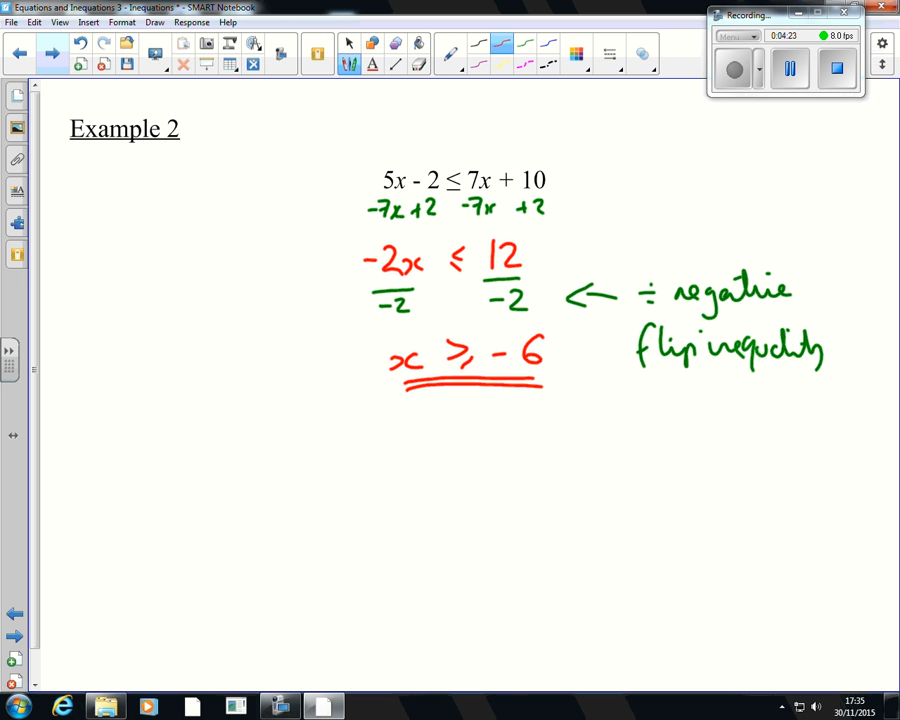 Equations and Inequations 3 - Inequations * - SMART Notebook
File Edit View Insert Format Draw Response Help
Recording...
Menu
0:04:23 8.0 fps
Example 2
5x - 2 ≤ 7x + 10
-7x +2 -7x +2
-2x ≤ 12
-2 -2 ← ÷ negative
flip inequality
x ≥ -6
17:35
30/11/2015